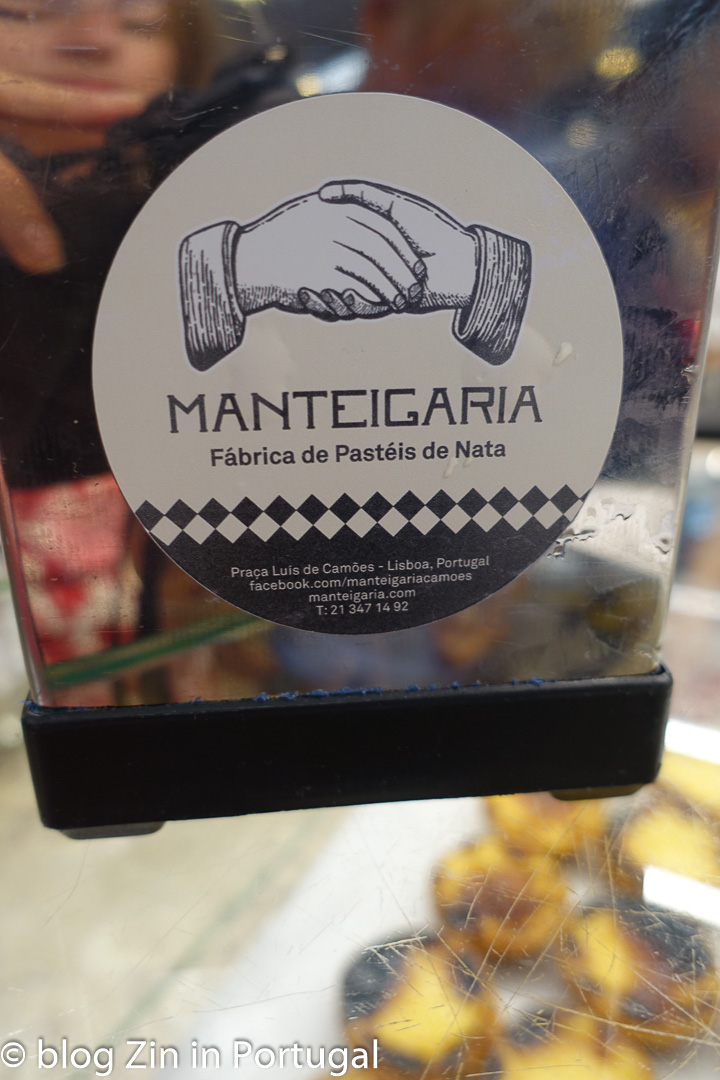 MANTEIGARIA
Fábrica de Pastéis de Nata
Praça Luís de Camões - Lisboa, Portugal
facebook.com/manteigariacamoes
manteigaria.com
T: 21 347 14 92
© blog Zin in Portugal